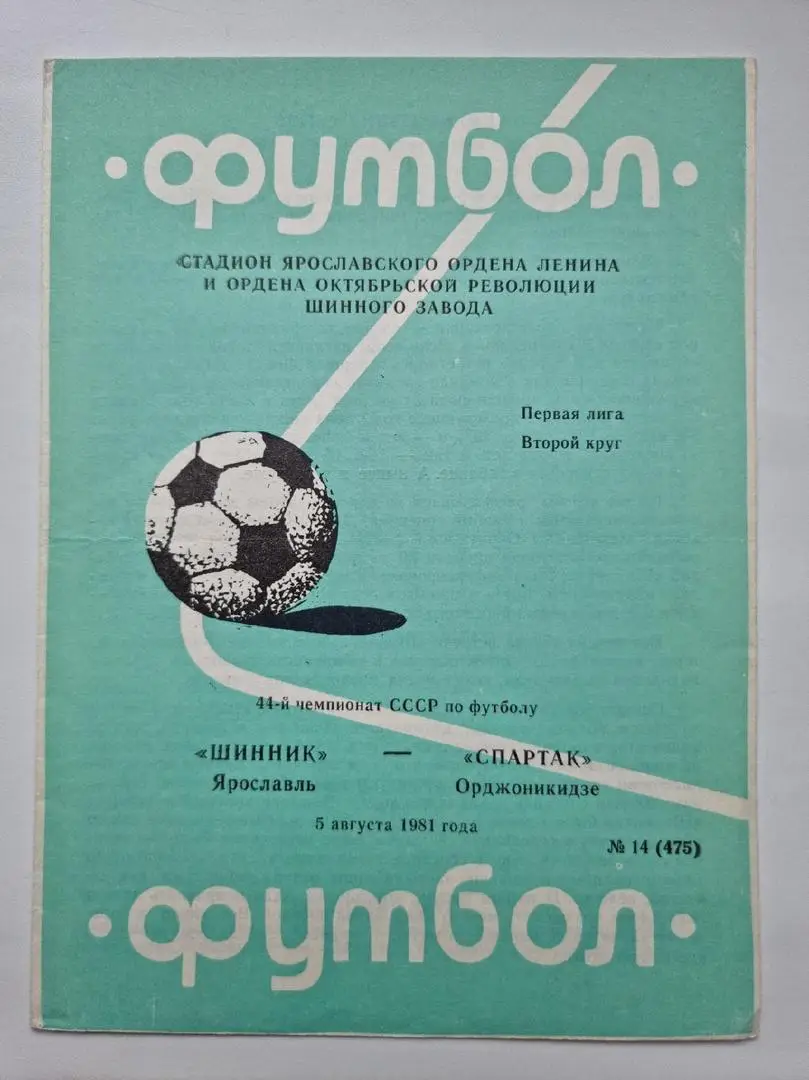 • футбол •
«СТАДИОН ЯРОСЛАВСКОГО ОРДЕНА ЛЕНИНА
И ОРДЕНА ОКТЯБРЬСКОЙ РЕВОЛЮЦИИ
ШИННОГО ЗАВОДА
Первая лига
Второй круг
44-й чемпионат СССР по футболу
«ШИННИК» — «СПАРТАК»
Ярославль Орджоникидзе
5 августа 1981 года
№ 14 (475)
• футбол •